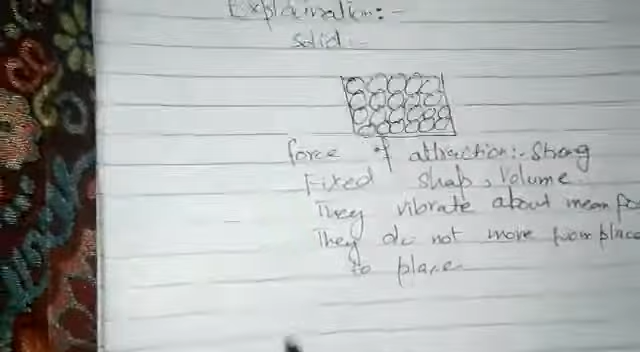 Explaination:-
Solid:-
force of attraction:- Strong
Fixed shap, Volume
They vibrate about mean po
They do not move from place
to place